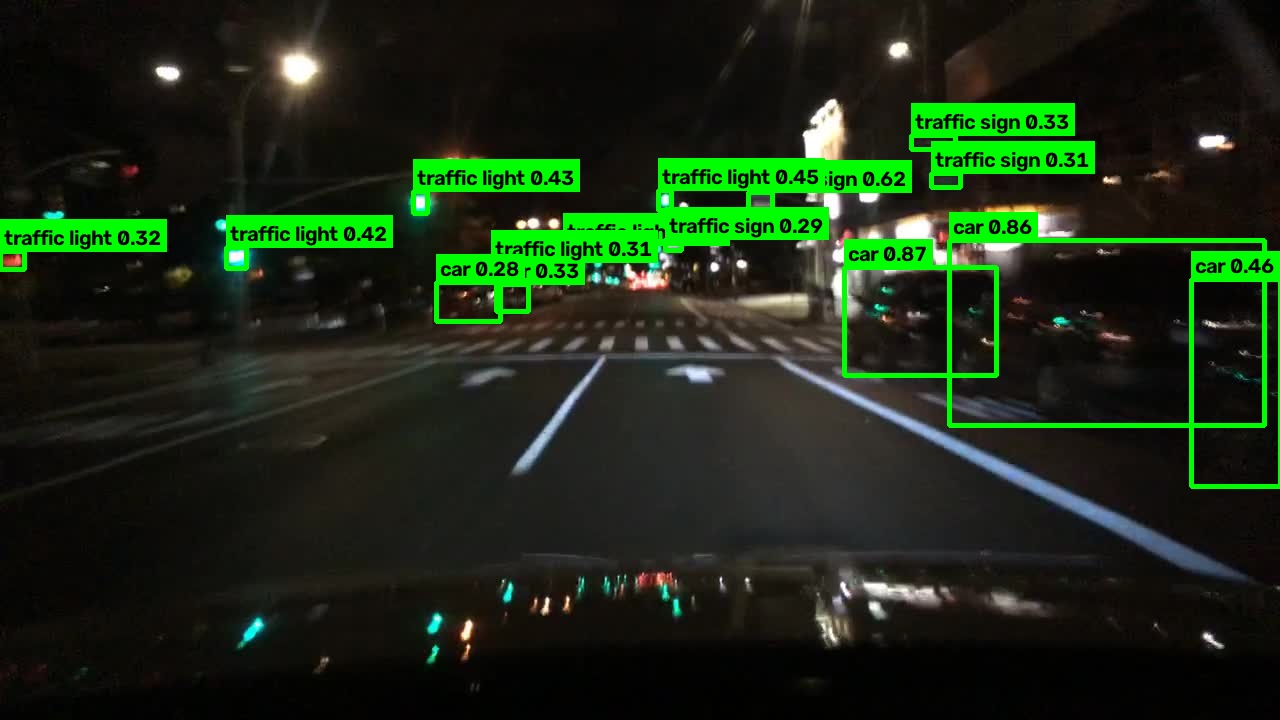 traffic sign 0.33
traffic sign 0.31
traffic light 0.43
traffic light 0.45
sign 0.62
traffic light 0.32
traffic light 0.42
traffic sign 0.29
car 0.86
traffic light 0.31
car 0.87
car 0.28
r 0.33
car 0.46